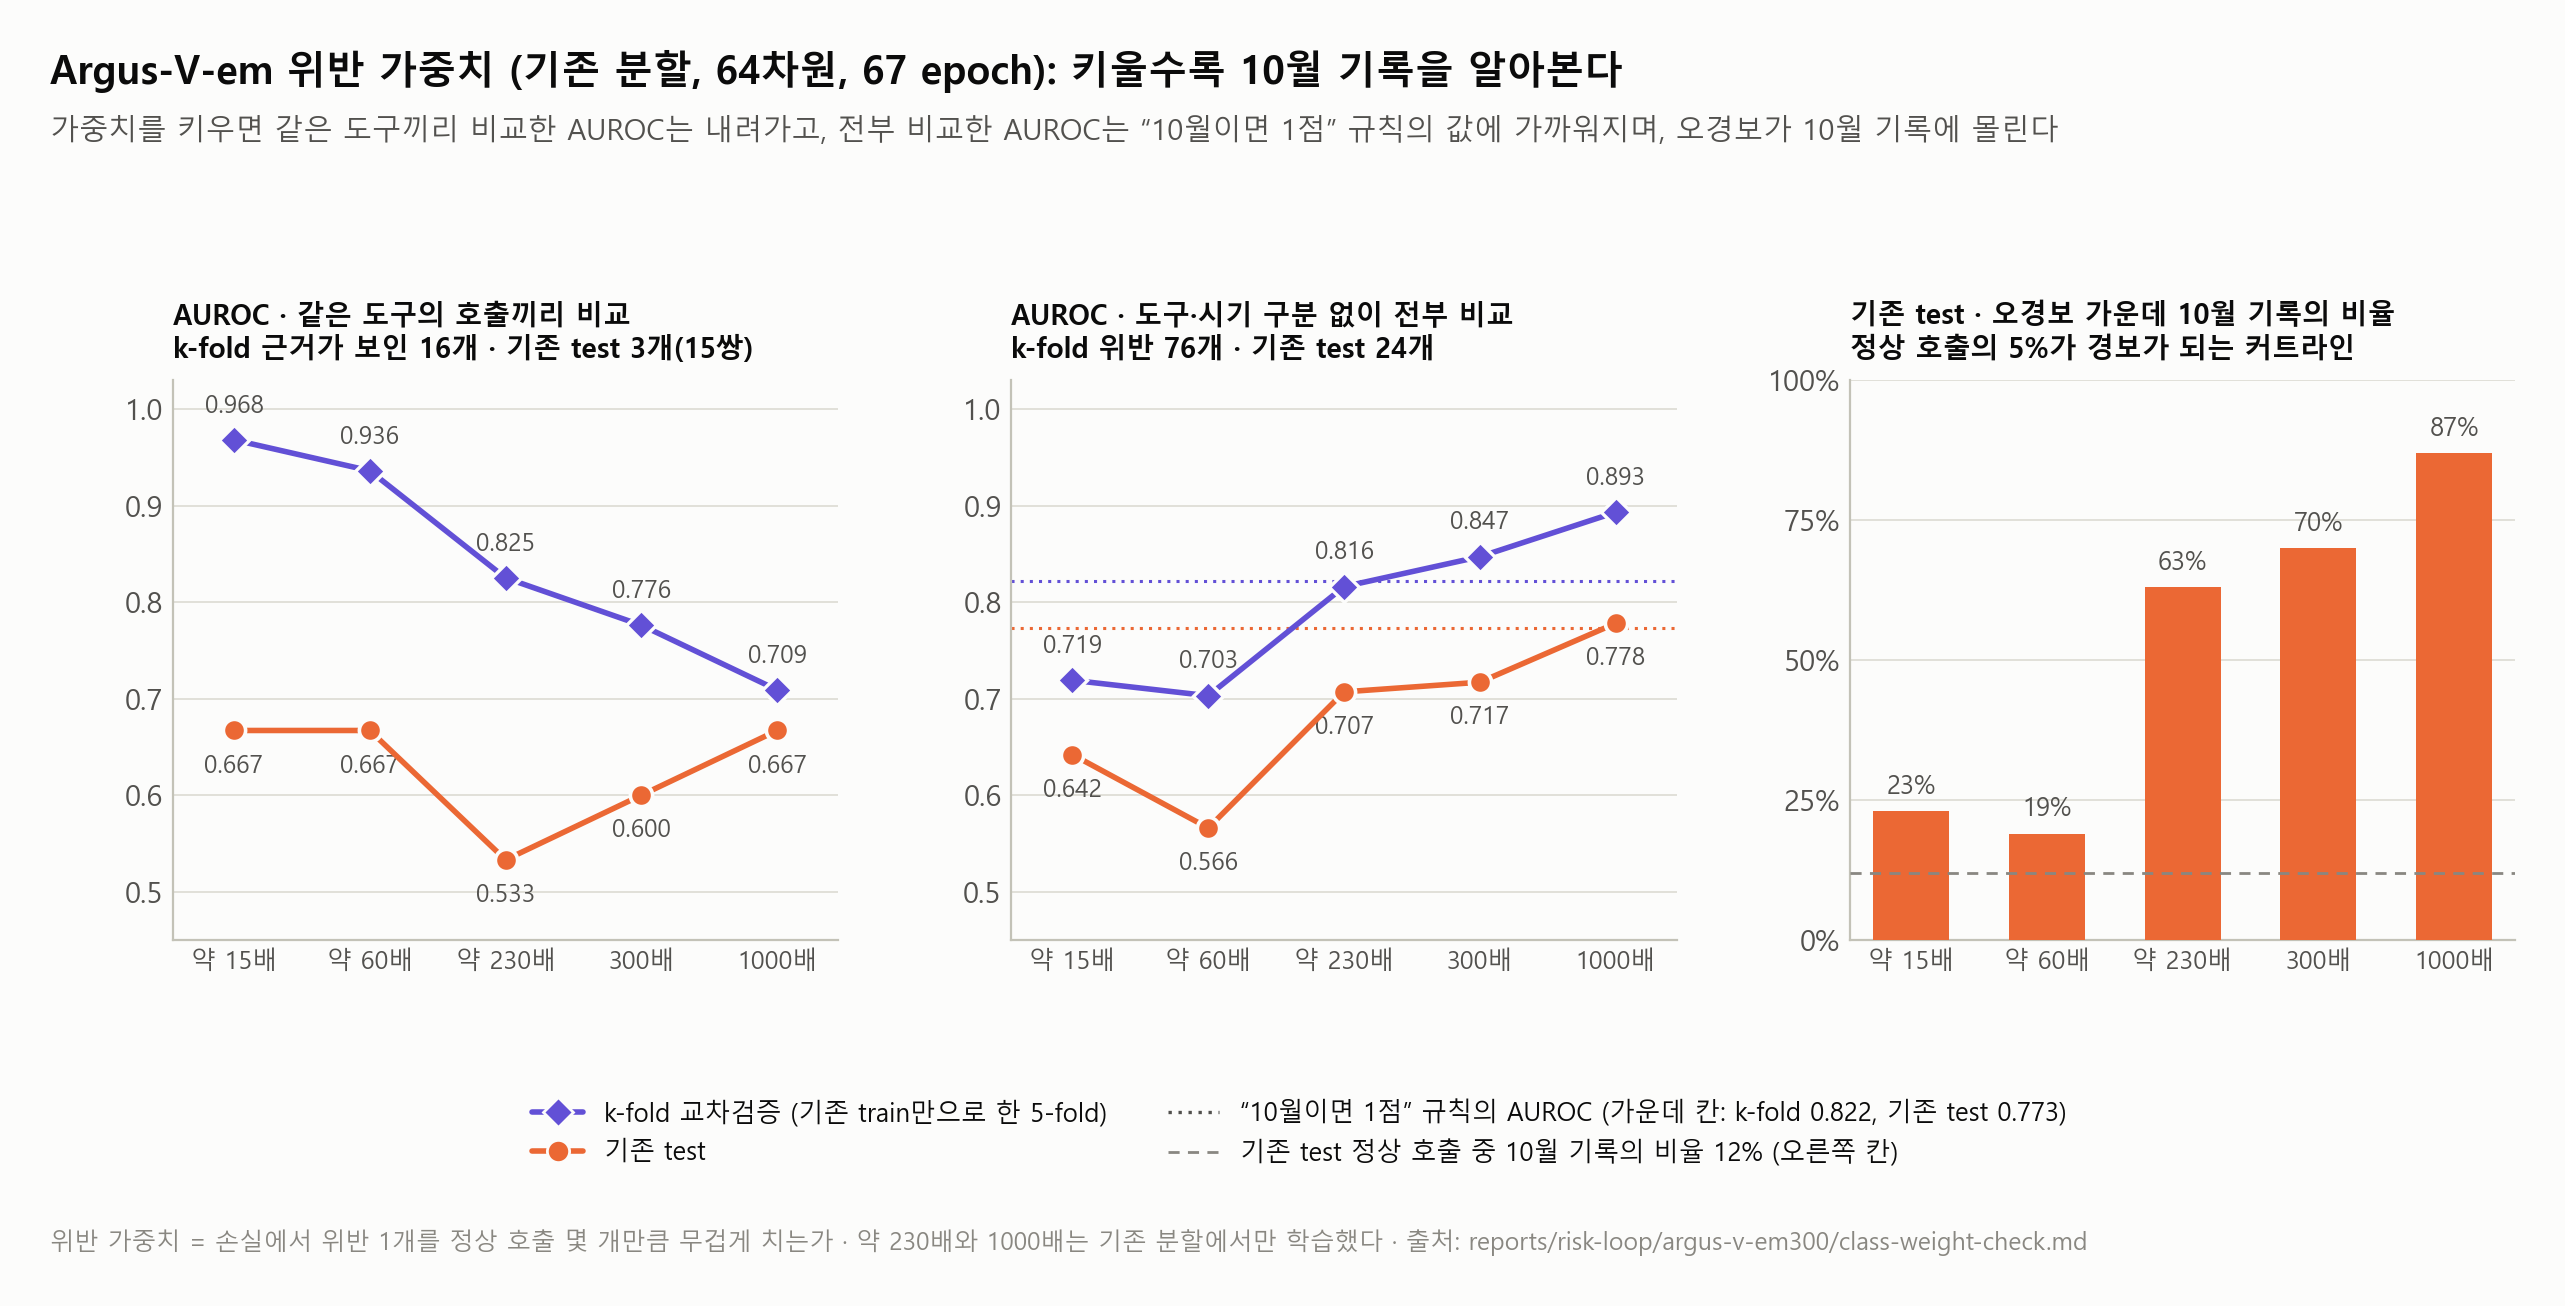 Argus-V-em 위반 가중치 (기존 분할, 64차원, 67 epoch): 키울수록 10월 기록을 알아본다
가중치를 키우면 같은 도구끼리 비교한 AUROC는 내려가고, 전부 비교한 AUROC는 “10월이면 1점” 규칙의 값에 가까워지며, 오경보가 10월 기록에 몰린다
AUROC · 같은 도구의 호출끼리 비교
k-fold 근거가 보인 16개 · 기존 test 3개(15쌍)
1.0
0.9
0.8
0.7
0.6
0.5
0.968
0.936
0.825
0.776
0.709
0.667
0.667
0.533
0.600
0.667
약 15배
약 60배
약 230배
300배
1000배
AUROC · 도구·시기 구분 없이 전부 비교
k-fold 위반 76개 · 기존 test 24개
1.0
0.9
0.8
0.7
0.6
0.5
0.719
0.703
0.816
0.847
0.893
0.642
0.566
0.707
0.717
0.778
약 15배
약 60배
약 230배
300배
1000배
기존 test · 오경보 가운데 10월 기록의 비율
정상 호출의 5%가 경보가 되는 커트라인
100%
75%
50%
25%
0%
23%
19%
63%
70%
87%
약 15배
약 60배
약 230배
300배
1000배
k-fold 교차검증 (기존 train만으로 한 5-fold)
기존 test
“10월이면 1점” 규칙의 AUROC (가운데 칸: k-fold 0.822, 기존 test 0.773)
기존 test 정상 호출 중 10월 기록의 비율 12% (오른쪽 칸)
위반 가중치 = 손실에서 위반 1개를 정상 호출 몇 개만큼 무겁게 치는가 · 약 230배와 1000배는 기존 분할에서만 학습했다 · 출처: reports/risk-loop/argus-v-em300/class-weight-check.md